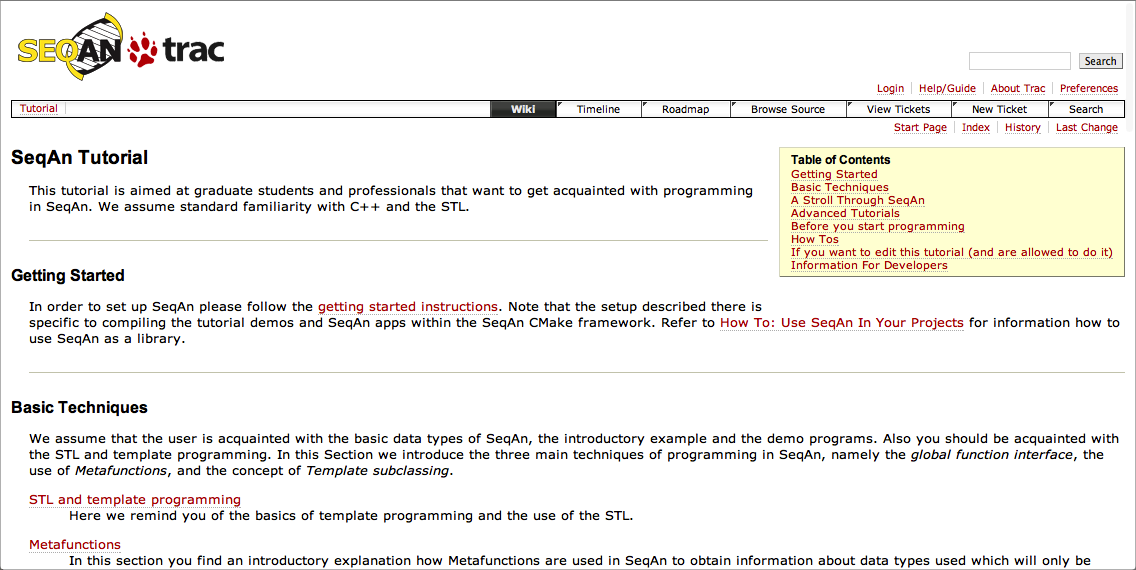 SEQAN trac
Search
Login Help/Guide About Trac Preferences
Tutorial Wiki Timeline Roadmap Browse Source View Tickets New Ticket Search
Start Page Index History Last Change
SeqAn Tutorial
This tutorial is aimed at graduate students and professionals that want to get acquainted with programming
in SeqAn. We assume standard familiarity with C++ and the STL.
Table of Contents
Getting Started
Basic Techniques
A Stroll Through SeqAn
Advanced Tutorials
Before you start programming
How Tos
If you want to edit this tutorial (and are allowed to do it)
Information For Developers
Getting Started
In order to set up SeqAn please follow the getting started instructions. Note that the setup described there is
specific to compiling the tutorial demos and SeqAn apps within the SeqAn CMake framework. Refer to How To: Use SeqAn In Your Projects for information how to
use SeqAn as a library.
Basic Techniques
We assume that the user is acquainted with the basic data types of SeqAn, the introductory example and the demo programs. Also you should be acquainted with
the STL and template programming. In this Section we introduce the three main techniques of programming in SeqAn, namely the global function interface, the
use of Metafunctions, and the concept of Template subclassing.
STL and template programming
Here we remind you of the basics of template programming and the use of the STL.
Metafunctions
In this section you find an introductory explanation how Metafunctions are used in SeqAn to obtain information about data types used which will only be